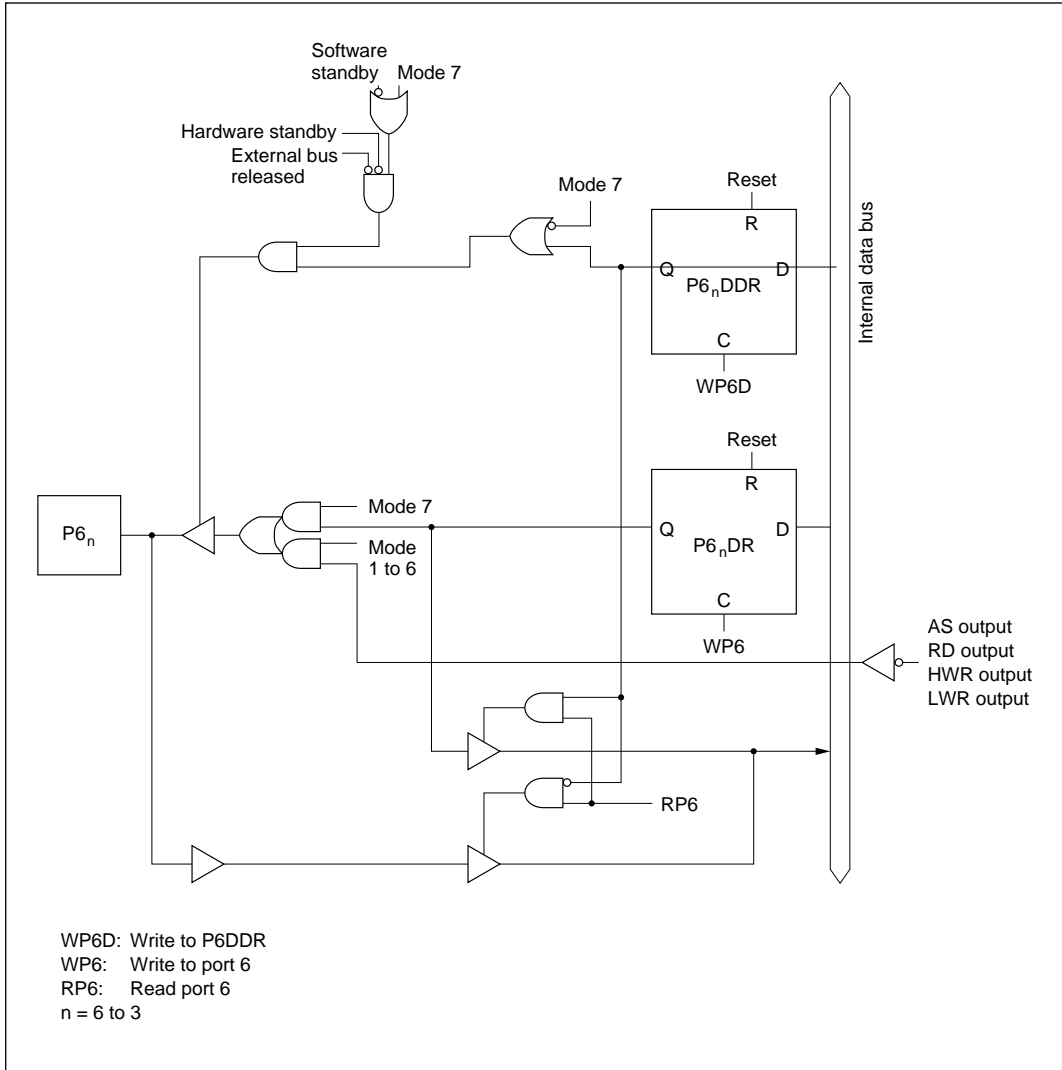 Software
standby
Mode 7
Hardware standby
External bus
released
Mode 7
Reset
R
Q
D
P6nDDR
C
WP6D
Internal data bus
Reset
R
Q
D
P6nDR
C
WP6
P6n
Mode 7
Mode
1 to 6
AS output
RD output
HWR output
LWR output
RP6
WP6D: Write to P6DDR
WP6: Write to port 6
RP6: Read port 6
n = 6 to 3